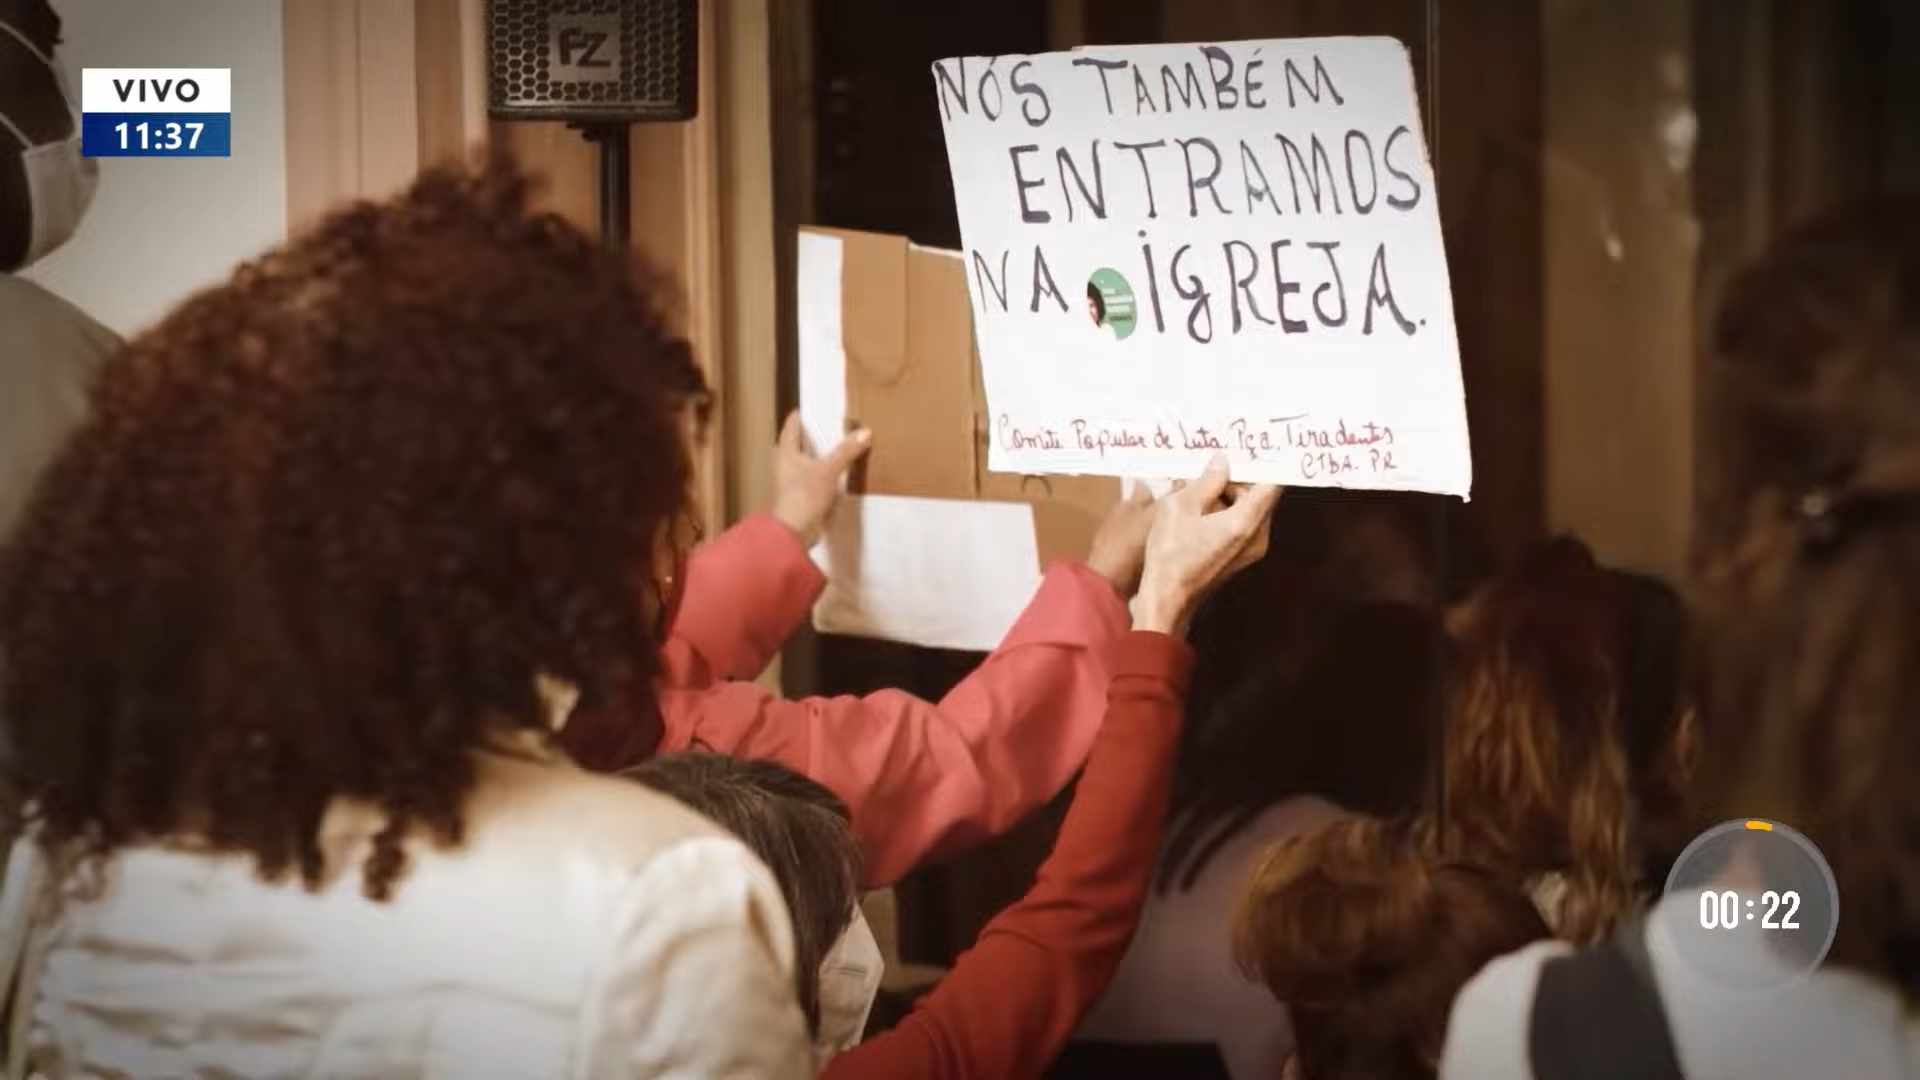 VIVO
11:37
FZ
NÓS TAMBÉM
ENTRAMOS
NA IGREJA.
Comitê Popular de Luta Pça. Tiradentes
CTBA. PR
00:22